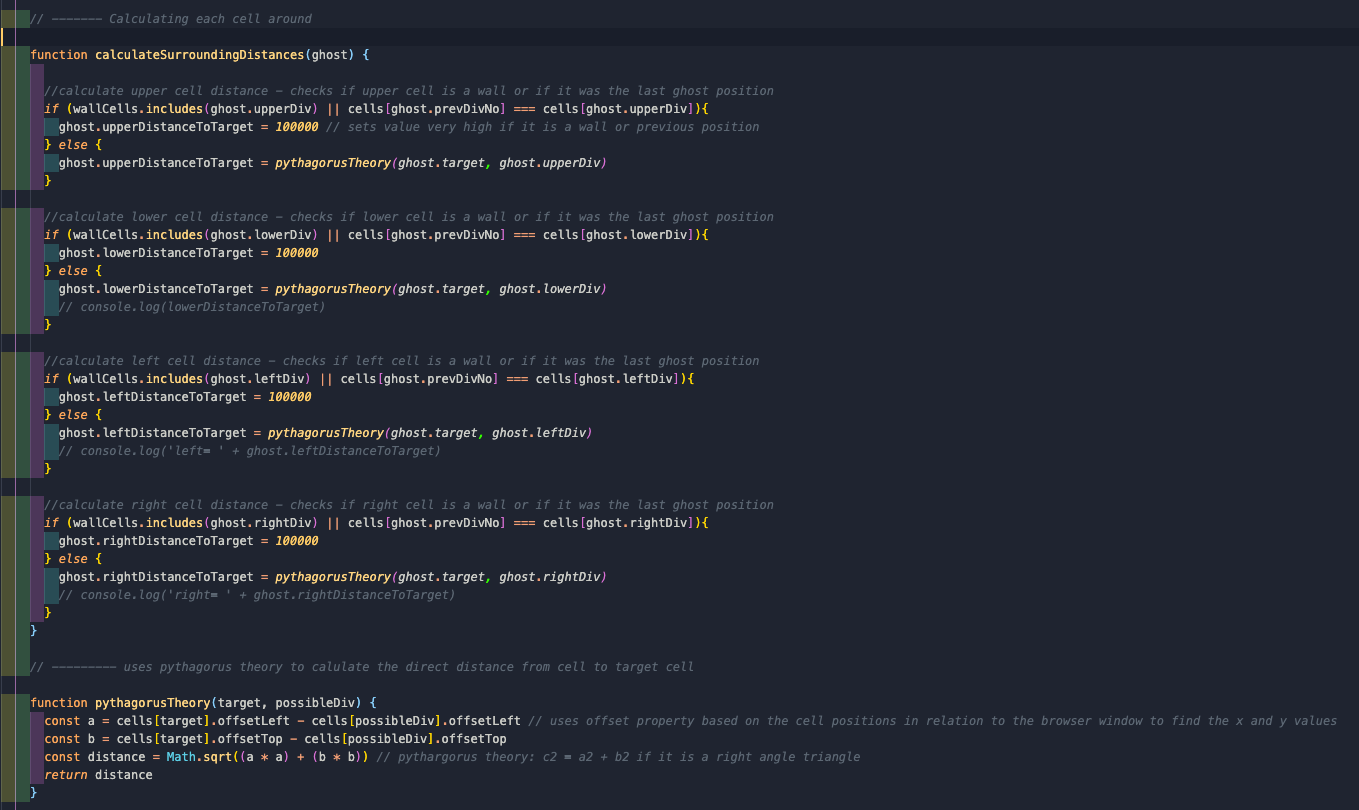 // ------- Calculating each cell around
function calculateSurroundingDistances(ghost) {
//calculate upper cell distance - checks if upper cell is a wall or if it was the last ghost position
if (wallCells.includes(ghost.upperDiv) || cells[ghost.prevDivNo] === cells[ghost.upperDiv]){
ghost.upperDistanceToTarget = 100000 // sets value very high if it is a wall or previous position
} else {
ghost.upperDistanceToTarget = pythagorusTheory(ghost.target, ghost.upperDiv)
}
//calculate lower cell distance - checks if lower cell is a wall or if it was the last ghost position
if (wallCells.includes(ghost.lowerDiv) || cells[ghost.prevDivNo] === cells[ghost.lowerDiv]){
ghost.lowerDistanceToTarget = 100000
} else {
ghost.lowerDistanceToTarget = pythagorusTheory(ghost.target, ghost.lowerDiv)
// console.log(lowerDistanceToTarget)
}
//calculate left cell distance - checks if left cell is a wall or if it was the last ghost position
if (wallCells.includes(ghost.leftDiv) || cells[ghost.prevDivNo] === cells[ghost.leftDiv]){
ghost.leftDistanceToTarget = 100000
} else {
ghost.leftDistanceToTarget = pythagorusTheory(ghost.target, ghost.leftDiv)
// console.log('left= ' + ghost.leftDistanceToTarget)
}
//calculate right cell distance - checks if right cell is a wall or if it was the last ghost position
if (wallCells.includes(ghost.rightDiv) || cells[ghost.prevDivNo] === cells[ghost.rightDiv]){
ghost.rightDistanceToTarget = 100000
} else {
ghost.rightDistanceToTarget = pythagorusTheory(ghost.target, ghost.rightDiv)
// console.log('right= ' + ghost.rightDistanceToTarget)
}
}
// --------- uses pythagorus theory to calulate the direct distance from cell to target cell
function pythagorusTheory(target, possibleDiv) {
const a = cells[target].offsetLeft - cells[possibleDiv].offsetLeft // uses offset property based on the cell positions in relation to the browser window to find the x and y values
const b = cells[target].offsetTop - cells[possibleDiv].offsetTop
const distance = Math.sqrt((a * a) + (b * b)) // pythargorus theory: c2 = a2 + b2 if it is a right angle triangle
return distance
}